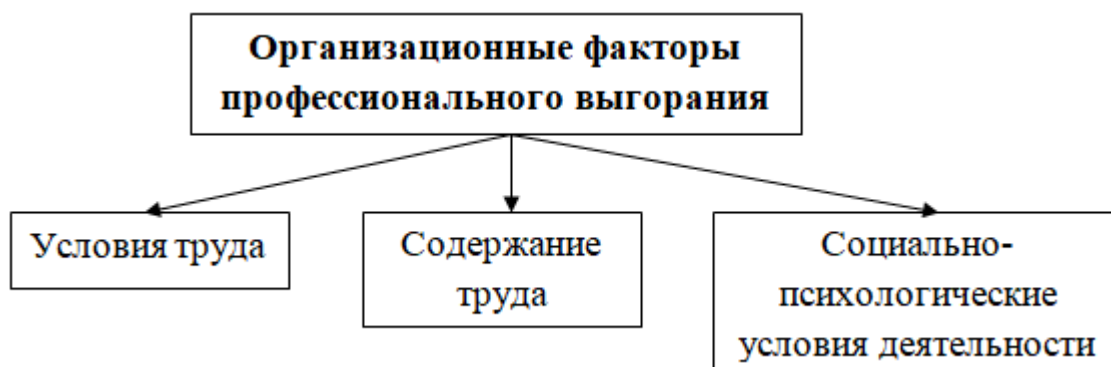 Организационные факторы
профессионального выгорания
Условия труда
Содержание
труда
Социально-
психологические
условия деятельности